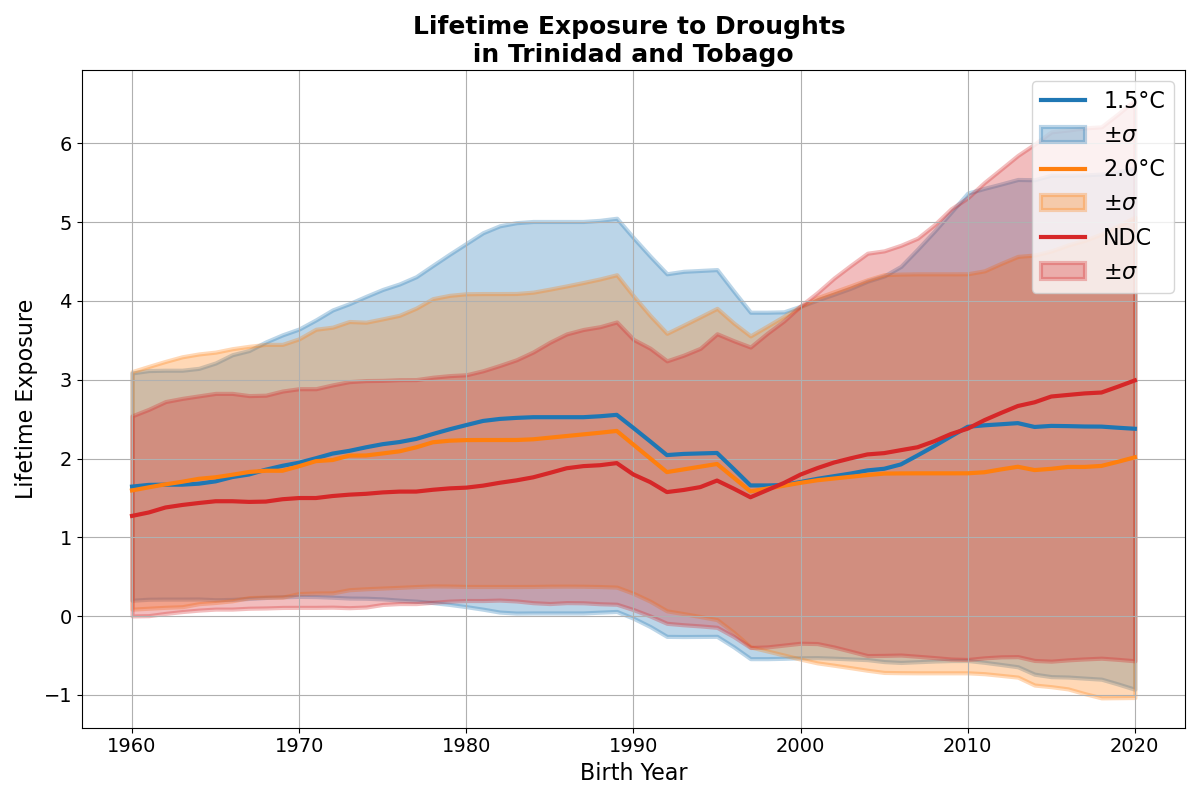 Lifetime Exposure to Droughts
in Trinidad and Tobago
Lifetime Exposure
6
5
4
3
2
1
0
−1
1960 1970 1980 1990 2000 2010 2020
Birth Year
1.5°C
±σ
2.0°C
±σ
NDC
±σ